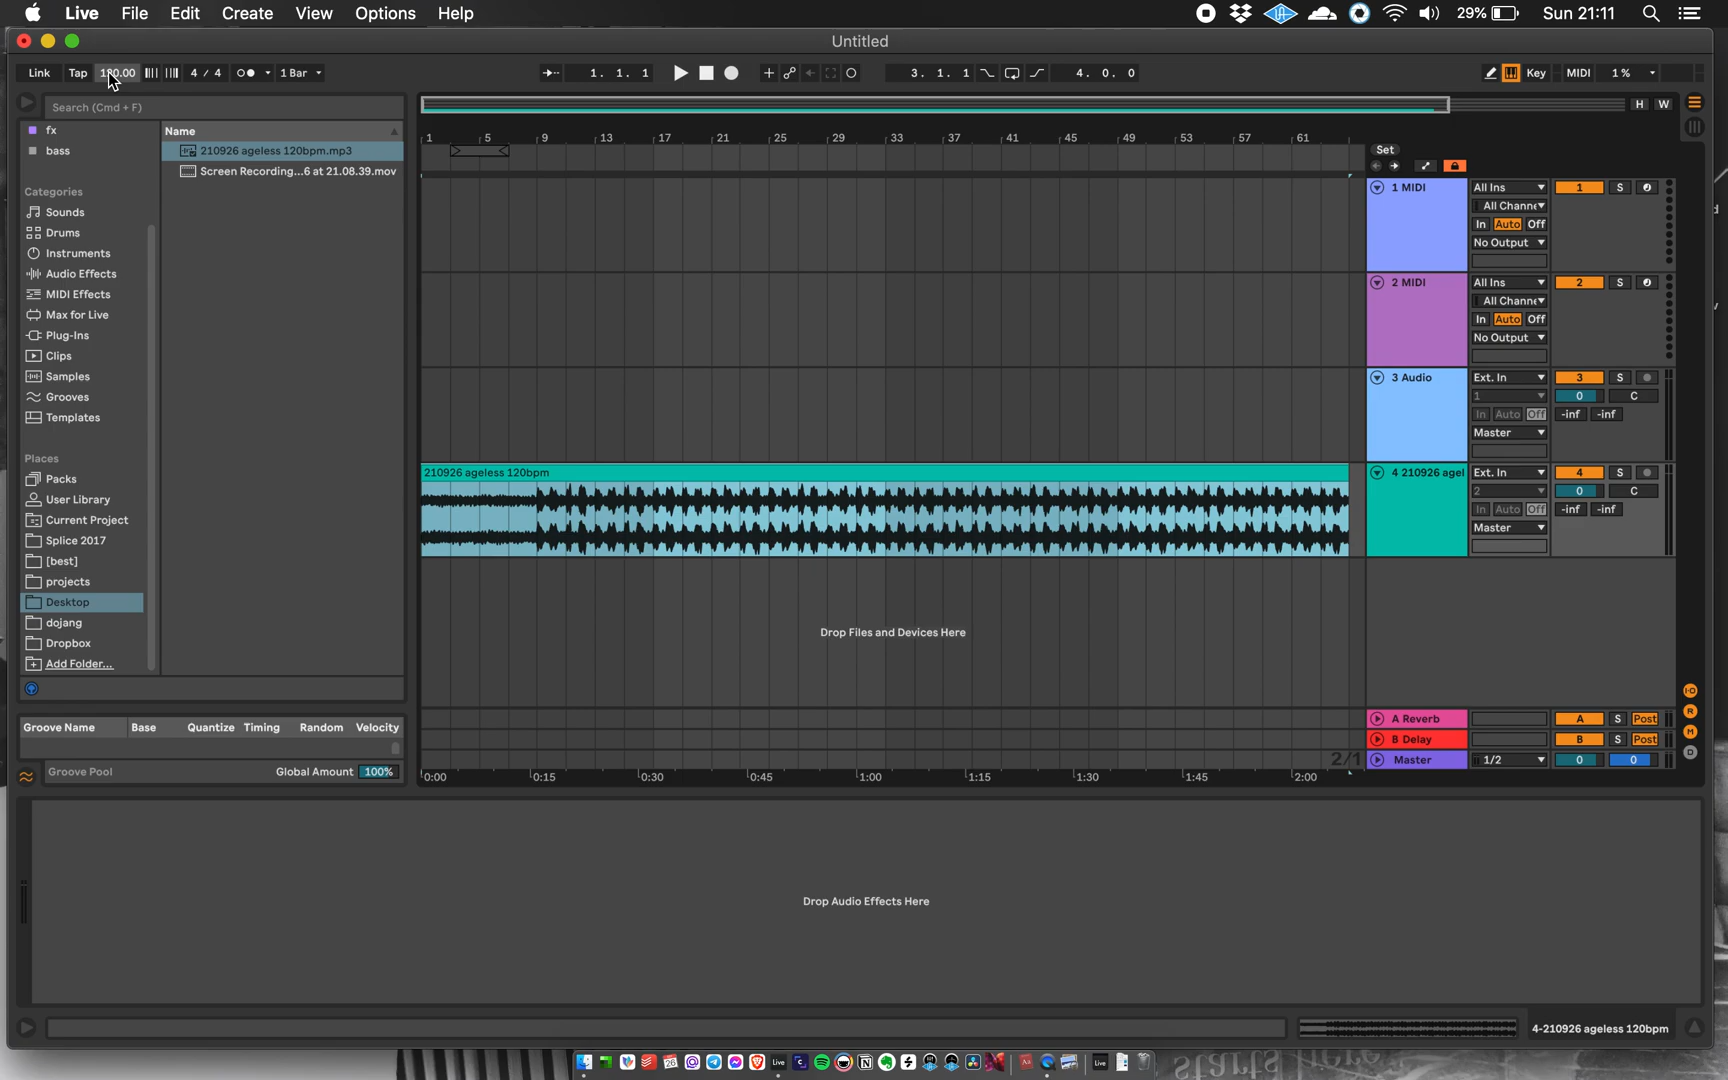 Live File Edit Create View Options Help 29% Sun 21:11
Untitled
Link Tap 120.00 4 / 4 1 Bar 1. 1. 1 3. 1. 1 4. 0. 0 Key MIDI 1%
Search (Cmd + F) H W
fx Name 1 5 9 13 17 21 25 29 33 37 41 45 49 53 57 61
bass 210926 ageless 120bpm.mp3 Set
Screen Recording...6 at 21.08.39.mov
Categories 1 MIDI All Ins 1 S
Sounds All Channe
Drums In Auto Off
Instruments No Output
Audio Effects
MIDI Effects 2 MIDI All Ins 2 S
Max for Live All Channe
Plug-Ins In Auto Off
Clips No Output
Samples 3 Audio Ext. In 3 S
Grooves 1 0 C
Templates In Auto Off -inf -inf
Master
Places
Packs 210926 ageless 120bpm 4 210926 agel Ext. In 4 S
User Library 2 0 C
Current Project In Auto Off -inf -inf
Splice 2017 Master
[best]
projects
Desktop
dojang Drop Files and Devices Here
Dropbox
Add Folder...
Groove Name Base Quantize Timing Random Velocity A Reverb A S Post
B Delay B S Post
2/1 Master 1/2 0 0
Groove Pool Global Amount 100% 0:00 0:15 0:30 0:45 1:00 1:15 1:30 1:45 2:00
Drop Audio Effects Here
4-210926 ageless 120bpm
starts here